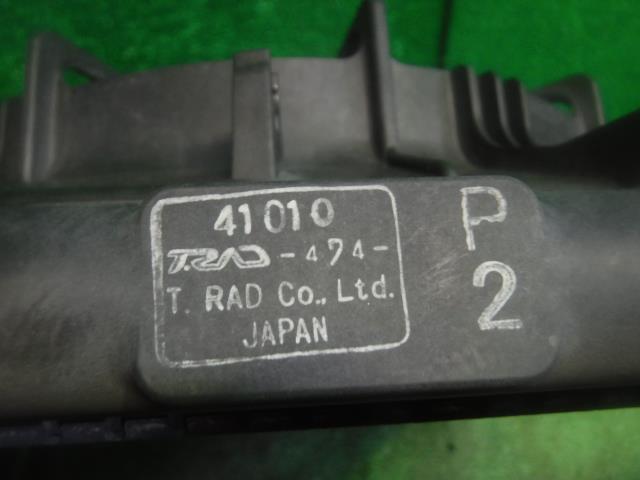 41010
T.RAD -474-
T. RAD Co., Ltd.
JAPAN
P
2